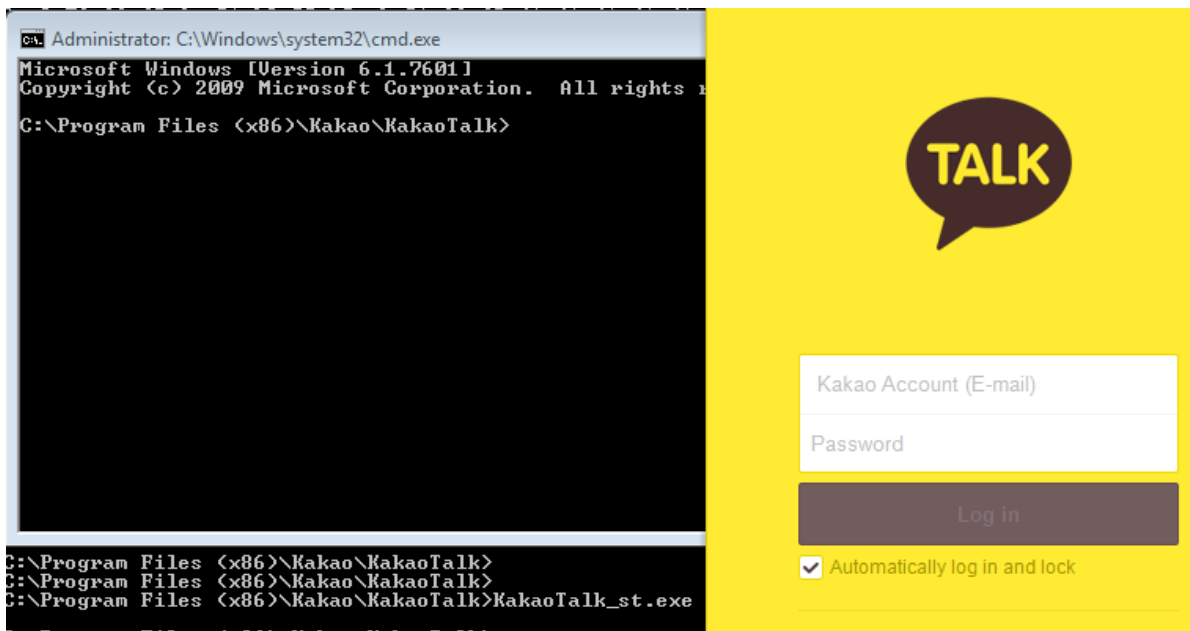 Administrator: C:\Windows\system32\cmd.exe
Microsoft Windows [Version 6.1.7601]
Copyright (c) 2009 Microsoft Corporation. All rights
C:\Program Files (x86)\Kakao\KakaoTalk>
C:\Program Files (x86)\Kakao\KakaoTalk>
C:\Program Files (x86)\Kakao\KakaoTalk>
C:\Program Files (x86)\Kakao\KakaoTalk>KakaoTalk_st.exe
TALK
Kakao Account (E-mail)
Password
Log in
Automatically log in and lock